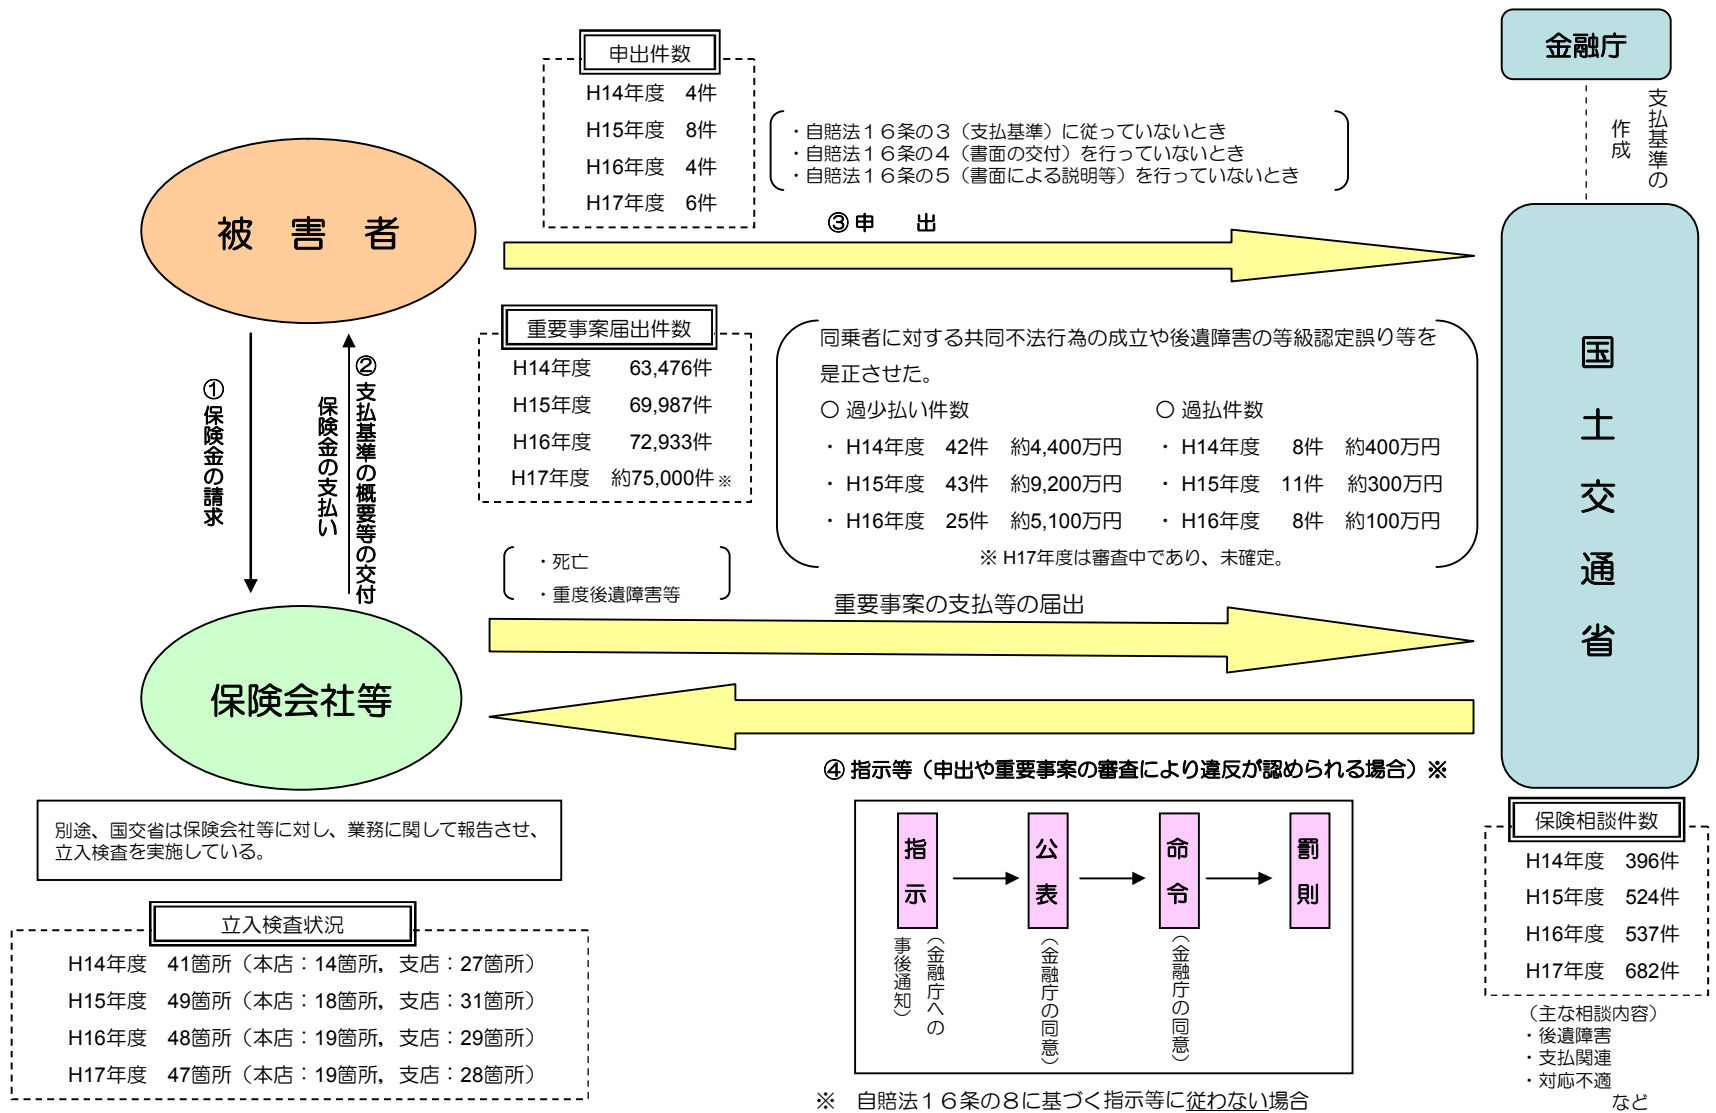 金融庁
支払基準の
作成
申出件数
H14年度 4件
H15年度 8件
H16年度 4件
H17年度 6件
・自賠法１６条の３（支払基準）に従っていないとき
・自賠法１６条の４（書面の交付）を行っていないとき
・自賠法１６条の５（書面による説明等）を行っていないとき
③申　出
被 害 者
重要事案届出件数
H14年度 63,476件
H15年度 69,987件
H16年度 72,933件
H17年度 約75,000件※
同乗者に対する共同不法行為の成立や後遺障害の等級認定誤り等を
是正させた。
○ 過少払い件数
・ H14年度 42件 約4,400万円
・ H15年度 43件 約9,200万円
・ H16年度 25件 約5,100万円
○ 過払件数
・ H14年度 8件 約400万円
・ H15年度 11件 約300万円
・ H16年度 8件 約100万円
※ H17年度は審査中であり、未確定。
①保険金の請求
②支払基準の概要等の交付
保険金の支払い
・死亡
・重度後遺障害等
重要事案の支払等の届出
国土交通省
保険会社等
④ 指示等（申出や重要事案の審査により違反が認められる場合）※
別途、国交省は保険会社等に対し、業務に関して報告させ、
立入検査を実施している。
指示
公表
命令
罰則
（金融庁への
事後通知）
（金融庁の同意）
（金融庁の同意）
※　自賠法１６条の８に基づく指示等に従わない場合
立入検査状況
H14年度 41箇所（本店：14箇所，支店：27箇所）
H15年度 49箇所（本店：18箇所，支店：31箇所）
H16年度 48箇所（本店：19箇所，支店：29箇所）
H17年度 47箇所（本店：19箇所，支店：28箇所）
保険相談件数
H14年度 396件
H15年度 524件
H16年度 537件
H17年度 682件
（主な相談内容）
・後遺障害
・支払関連
・対応不適
など